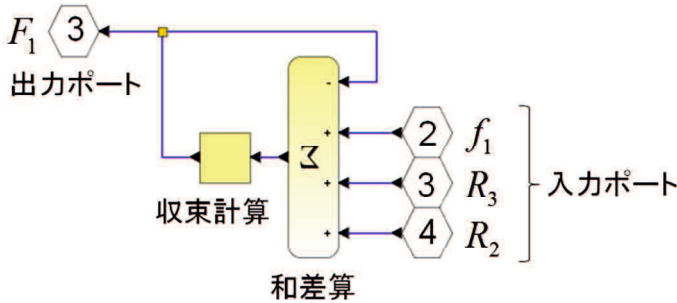 F1 3
出力ポート
-
+ 2 f1
Σ
+ 3 R3
+ 4 R2
入力ポート
収束計算
和差算